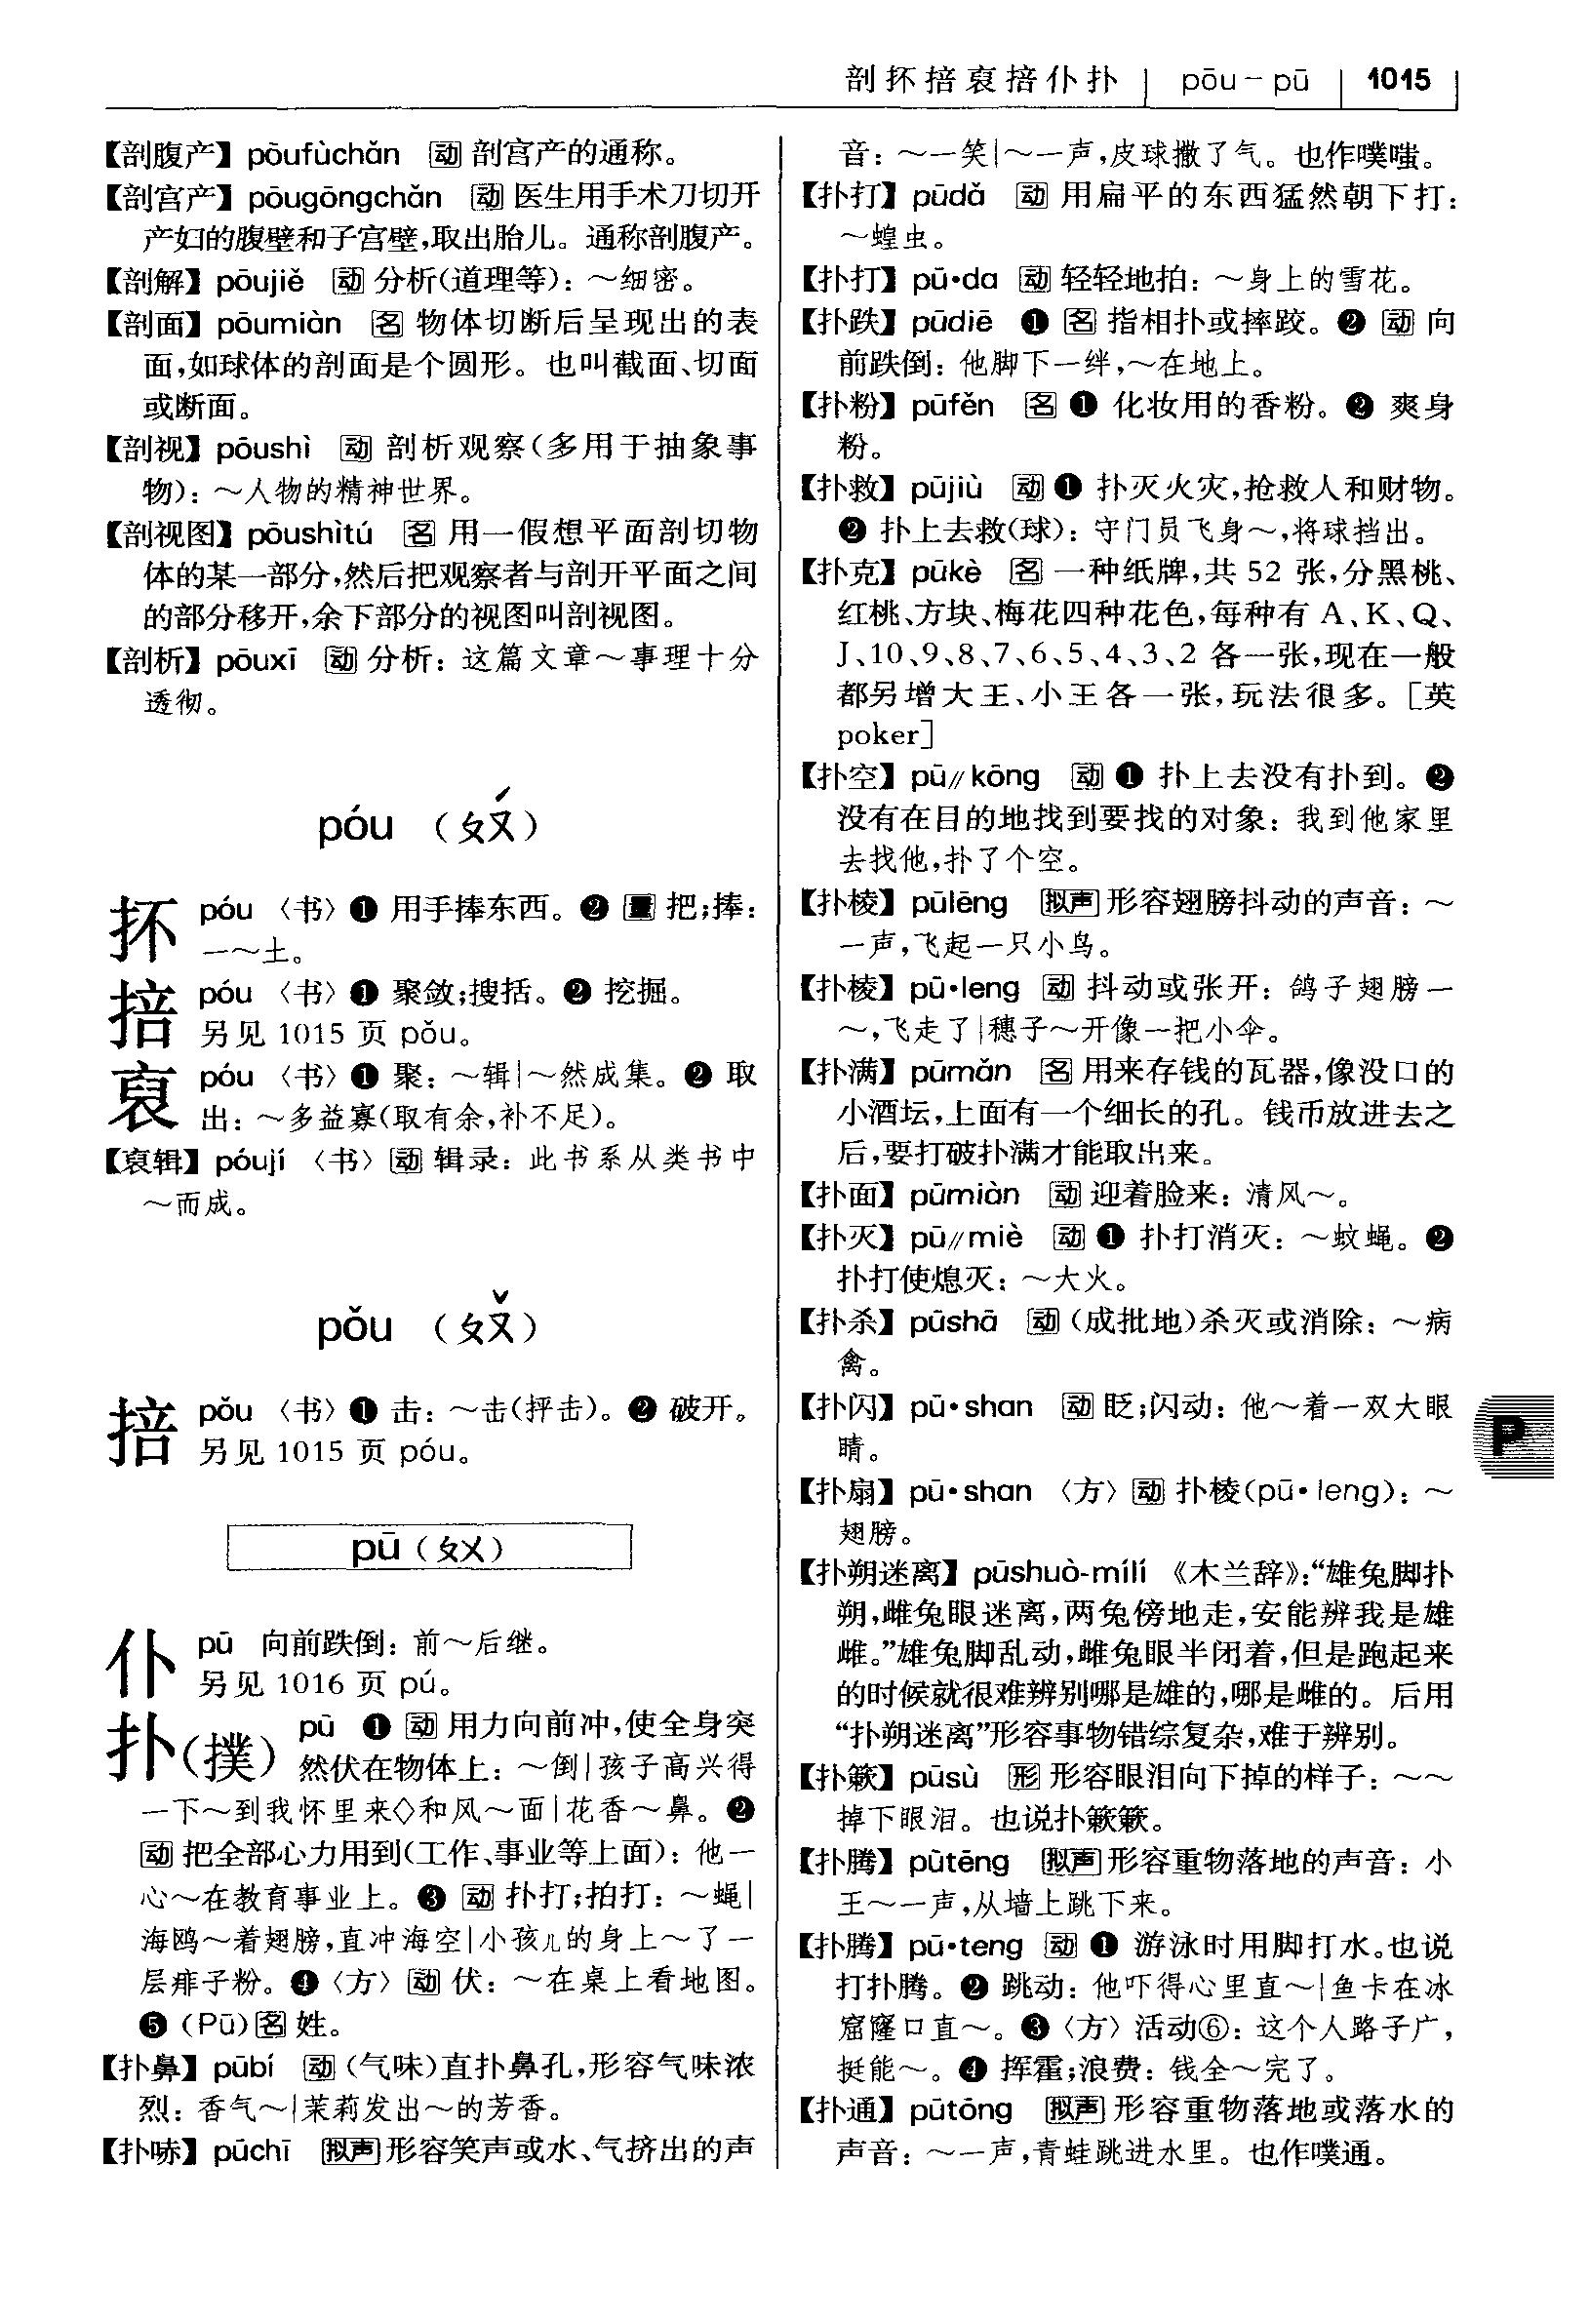 剖抔掊裒掊仆扑 pōu－pū 1015
【剖腹产】pōufùchǎn 动 剖宫产的通称。
【剖宫产】pōugōngchǎn 动 医生用手术刀切开
产妇的腹壁和子宫壁,取出胎儿。通称剖腹产。
【剖解】pōujiě 动 分析(道理等)：～细密。
【剖面】pōumiàn 名 物体切断后呈现出的表
面,如球体的剖面是个圆形。也叫截面、切面
或断面。
【剖视】pōushì 动 剖析观察(多用于抽象事
物)：～人物的精神世界。
【剖视图】pōushìtú 名 用一假想平面剖切物
体的某一部分,然后把观察者与剖开平面之间
的部分移开,余下部分的视图叫剖视图。
【剖析】pōuxī 动 分析：这篇文章～事理十分
透彻。
póu （ㄆㄡˊ）
抔 póu 〈书〉❶ 用手捧东西。❷ 量 把;捧：
一～土。
掊 póu 〈书〉❶ 聚敛;搜括。❷ 挖掘。
另见 1015 页 pǒu。
裒 póu 〈书〉❶ 聚：～辑|～然成集。❷ 取
出：～多益寡(取有余,补不足)。
【裒辑】póují 〈书〉动 辑录：此书系从类书中
～而成。
pǒu （ㄆㄡˇ）
掊 pǒu 〈书〉❶ 击：～击(抨击)。❷ 破开。
另见 1015 页 póu。
pū（ㄆㄨ）
仆 pū 向前跌倒：前～后继。
另见 1016 页 pú。
扑(撲) pū ❶ 动 用力向前冲,使全身突
然伏在物体上：～倒|孩子高兴得
一下～到我怀里来◇和风～面|花香～鼻。❷
动 把全部心力用到(工作、事业等上面)：他一
心～在教育事业上。❸ 动 扑打;拍打：～蝇|
海鸥～着翅膀,直冲海空|小孩儿的身上～了一
层痱子粉。❹〈方〉动 伏：～在桌上看地图。
❺ (Pū) 名 姓。
【扑鼻】pūbí 动 (气味)直扑鼻孔,形容气味浓
烈：香气～|茉莉发出～的芳香。
【扑哧】pūchī 拟声 形容笑声或水、气挤出的声
音：～一笑|～一声,皮球撒了气。也作噗嗤。
【扑打】pūdǎ 动 用扁平的东西猛然朝下打：
～蝗虫。
【扑打】pū·da 动 轻轻地拍：～身上的雪花。
【扑跌】pūdiē ❶ 名 指相扑或摔跤。❷ 动 向
前跌倒：他脚下一绊,～在地上。
【扑粉】pūfěn 名 ❶ 化妆用的香粉。❷ 爽身
粉。
【扑救】pūjiù 动 ❶ 扑灭火灾,抢救人和财物。
❷ 扑上去救(球)：守门员飞身～,将球挡出。
【扑克】pūkè 名 一种纸牌,共 52 张,分黑桃、
红桃、方块、梅花四种花色,每种有 A、K、Q、
J、10、9、8、7、6、5、4、3、2 各一张,现在一般
都另增大王、小王各一张,玩法很多。［英
poker］
【扑空】pū//kōng 动 ❶ 扑上去没有扑到。❷
没有在目的地找到要找的对象：我到他家里
去找他,扑了个空。
【扑棱】pūlēng 拟声 形容翅膀抖动的声音：～
一声,飞起一只小鸟。
【扑棱】pū·leng 动 抖动或张开：鸽子翅膀一
～,飞走了|穗子～开像一把小伞。
【扑满】pūmǎn 名 用来存钱的瓦器,像没口的
小酒坛,上面有一个细长的孔。钱币放进去之
后,要打破扑满才能取出来。
【扑面】pūmiàn 动 迎着脸来：清风～。
【扑灭】pū//miè 动 ❶ 扑打消灭：～蚊蝇。❷
扑打使熄灭：～大火。
【扑杀】pūshā 动 (成批地)杀灭或消除：～病
禽。
【扑闪】pū·shan 动 眨;闪动：他～着一双大眼
睛。
【扑扇】pū·shan 〈方〉动 扑棱(pū·leng)：～
翅膀。
【扑朔迷离】pūshuò-mílí 《木兰辞》：“雄兔脚扑
朔,雌兔眼迷离,两兔傍地走,安能辨我是雄
雌。”雄兔脚乱动,雌兔眼半闭着,但是跑起来
的时候就很难辨别哪是雄的,哪是雌的。后用
“扑朔迷离”形容事物错综复杂,难于辨别。
【扑簌】pūsù 形 形容眼泪向下掉的样子：～～
掉下眼泪。也说扑簌簌。
【扑腾】pūtēng 拟声 形容重物落地的声音：小
王～一声,从墙上跳下来。
【扑腾】pū·teng 动 ❶ 游泳时用脚打水。也说
打扑腾。❷ 跳动：他吓得心里直～|鱼卡在冰
窟窿口直～。❸〈方〉活动⑥：这个人路子广,
挺能～。❹ 挥霍;浪费：钱全～完了。
【扑通】pūtōng 拟声 形容重物落地或落水的
声音：～一声,青蛙跳进水里。也作噗通。
P